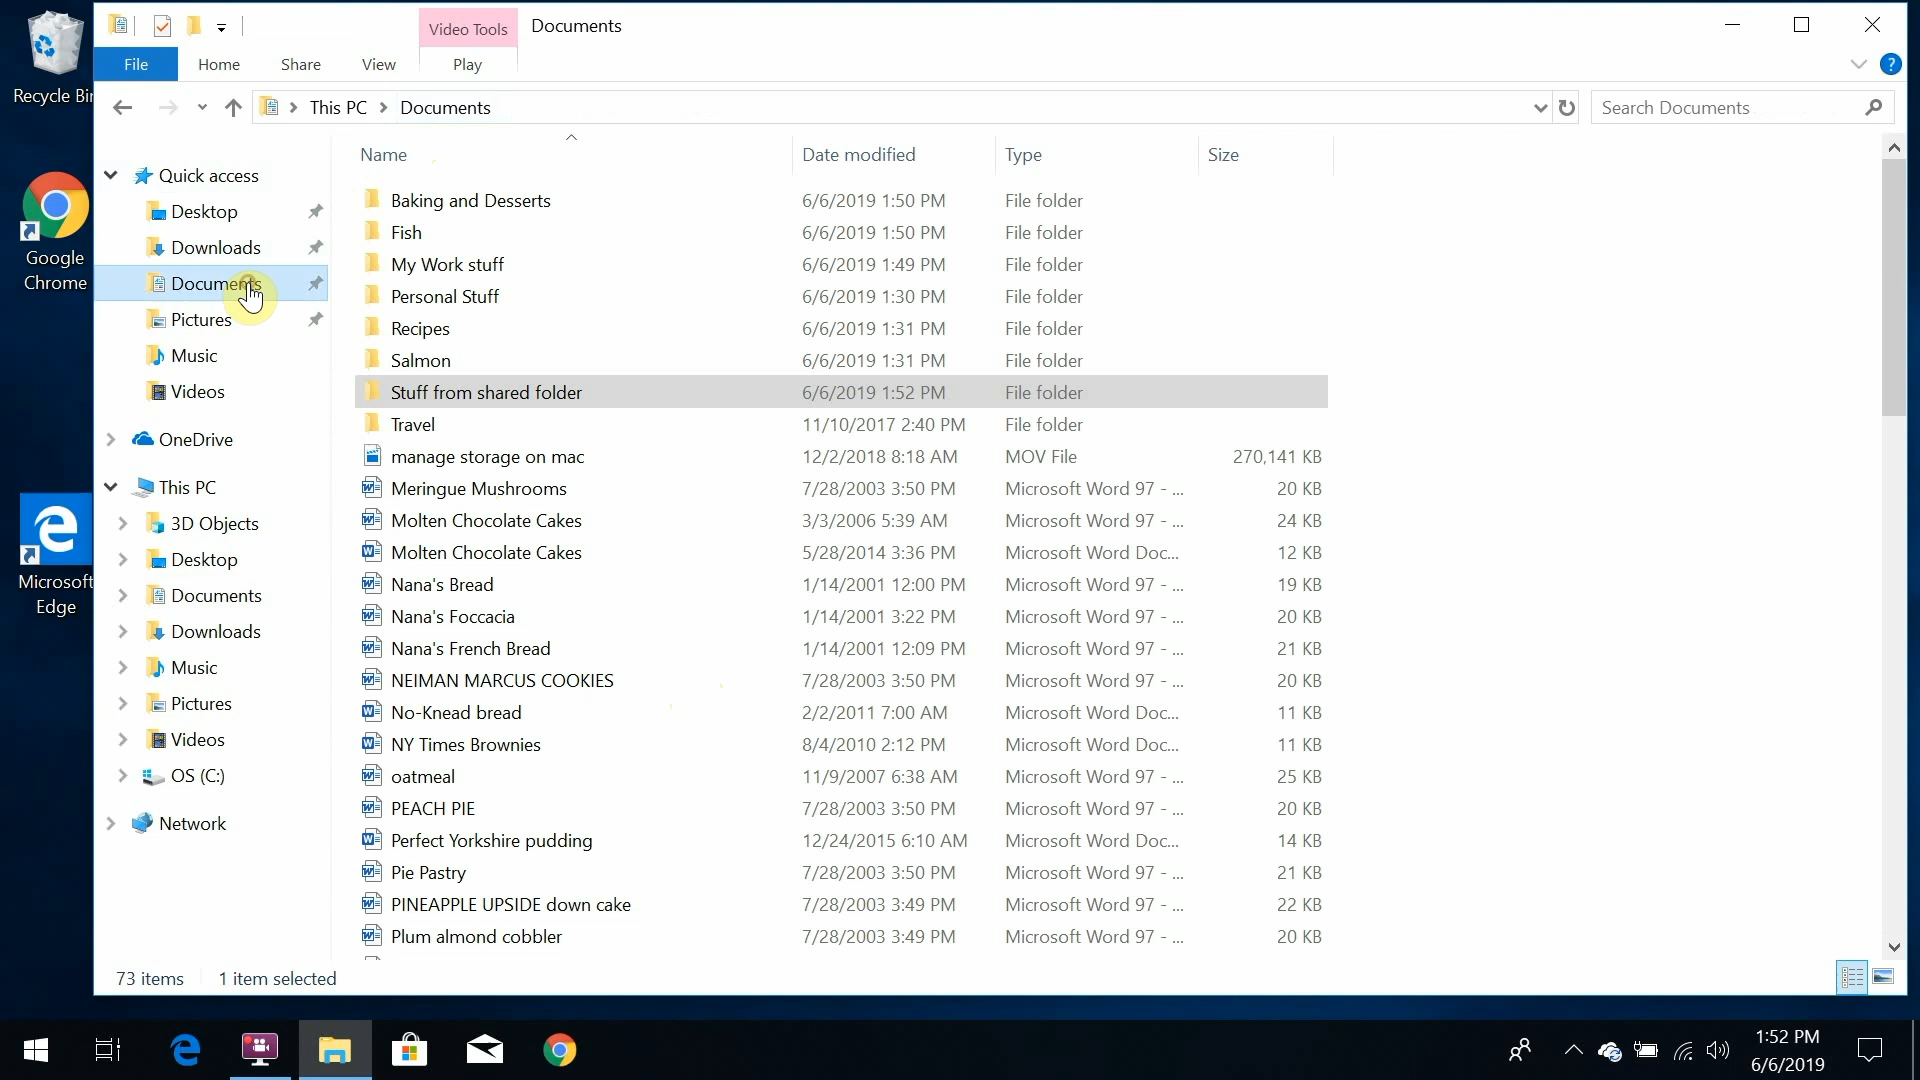 Recycle Bin
Google
Chrome
Microsoft
Edge
Video Tools
Documents
File
Home
Share
View
Play
?
This PC
Documents
Search Documents
Quick access
Desktop
Downloads
Documents
Pictures
Music
Videos
OneDrive
This PC
3D Objects
Desktop
Documents
Downloads
Music
Pictures
Videos
OS (C:)
Network
Name Date modified Type Size
Baking and Desserts 6/6/2019 1:50 PM File folder
Fish 6/6/2019 1:50 PM File folder
My Work stuff 6/6/2019 1:49 PM File folder
Personal Stuff 6/6/2019 1:30 PM File folder
Recipes 6/6/2019 1:31 PM File folder
Salmon 6/6/2019 1:31 PM File folder
Stuff from shared folder 6/6/2019 1:52 PM File folder
Travel 11/10/2017 2:40 PM File folder
manage storage on mac 12/2/2018 8:18 AM MOV File 270,141 KB
Meringue Mushrooms 7/28/2003 3:50 PM Microsoft Word 97 - ... 20 KB
Molten Chocolate Cakes 3/3/2006 5:39 AM Microsoft Word 97 - ... 24 KB
Molten Chocolate Cakes 5/28/2014 3:36 PM Microsoft Word Doc... 12 KB
Nana's Bread 1/14/2001 12:00 PM Microsoft Word 97 - ... 19 KB
Nana's Foccacia 1/14/2001 3:22 PM Microsoft Word 97 - ... 20 KB
Nana's French Bread 1/14/2001 12:09 PM Microsoft Word 97 - ... 21 KB
NEIMAN MARCUS COOKIES 7/28/2003 3:50 PM Microsoft Word 97 - ... 20 KB
No-Knead bread 2/2/2011 7:00 AM Microsoft Word Doc... 11 KB
NY Times Brownies 8/4/2010 2:12 PM Microsoft Word Doc... 11 KB
oatmeal 11/9/2007 6:38 AM Microsoft Word 97 - ... 25 KB
PEACH PIE 7/28/2003 3:50 PM Microsoft Word 97 - ... 20 KB
Perfect Yorkshire pudding 12/24/2015 6:10 AM Microsoft Word Doc... 14 KB
Pie Pastry 7/28/2003 3:50 PM Microsoft Word 97 - ... 21 KB
PINEAPPLE UPSIDE down cake 7/28/2003 3:49 PM Microsoft Word 97 - ... 22 KB
Plum almond cobbler 7/28/2003 3:49 PM Microsoft Word 97 - ... 20 KB
73 items 1 item selected
1:52 PM
6/6/2019